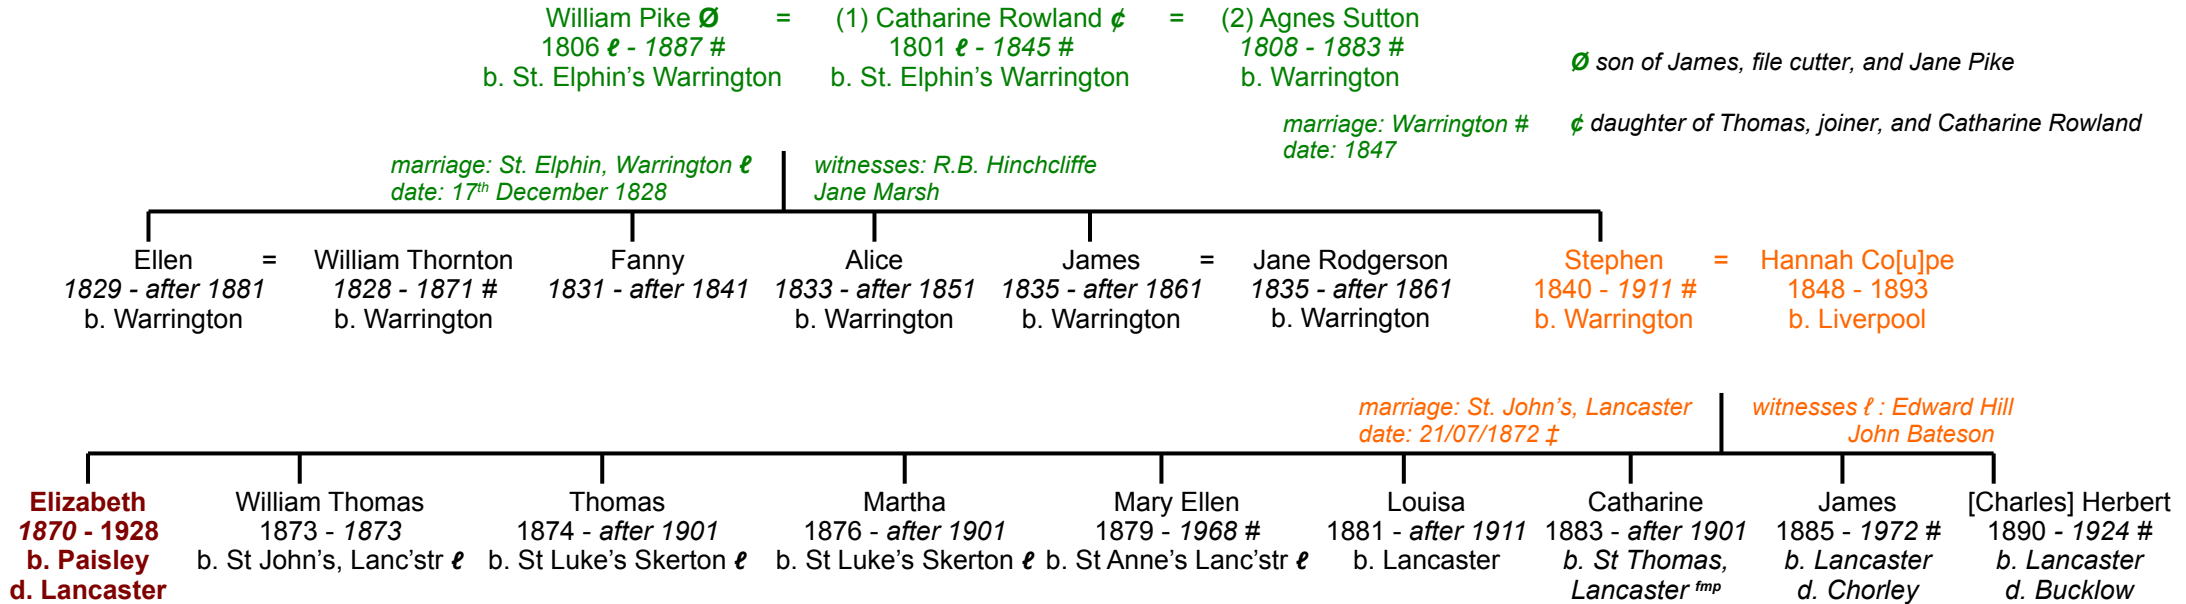 William Pike Ø = (1) Catharine Rowland ¢ = (2) Agnes Sutton
1806 ℓ - 1887 # 1801 ℓ - 1845 # 1808 - 1883 #
b. St. Elphin's Warrington b. St. Elphin's Warrington b. Warrington
Ø son of James, file cutter, and Jane Pike
marriage: Warrington # ¢ daughter of Thomas, joiner, and Catharine Rowland
date: 1847
marriage: St. Elphin, Warrington ℓ witnesses: R.B. Hinchcliffe
date: 17th December 1828 Jane Marsh
Ellen = William Thornton Fanny Alice James = Jane Rodgerson Stephen = Hannah Co[u]pe
1829 - after 1881 1828 - 1871 # 1831 - after 1841 1833 - after 1851 1835 - after 1861 1835 - after 1861 1840 - 1911 # 1848 - 1893
b. Warrington b. Warrington b. Warrington b. Warrington b. Warrington b. Warrington b. Liverpool
marriage: St. John's, Lancaster witnesses ℓ : Edward Hill
date: 21/07/1872 ‡ John Bateson
Elizabeth William Thomas Thomas Martha Mary Ellen Louisa Catharine James [Charles] Herbert
1870 - 1928 1873 - 1873 1874 - after 1901 1876 - after 1901 1879 - 1968 # 1881 - after 1911 1883 - after 1901 1885 - 1972 # 1890 - 1924 #
b. Paisley b. St John's, Lanc'str ℓ b. St Luke's Skerton ℓ b. St Luke's Skerton ℓ b. St Anne's Lanc'str ℓ b. Lancaster b. St Thomas, b. Lancaster b. Lancaster
d. Lancaster Lancaster fmp d. Chorley d. Bucklow